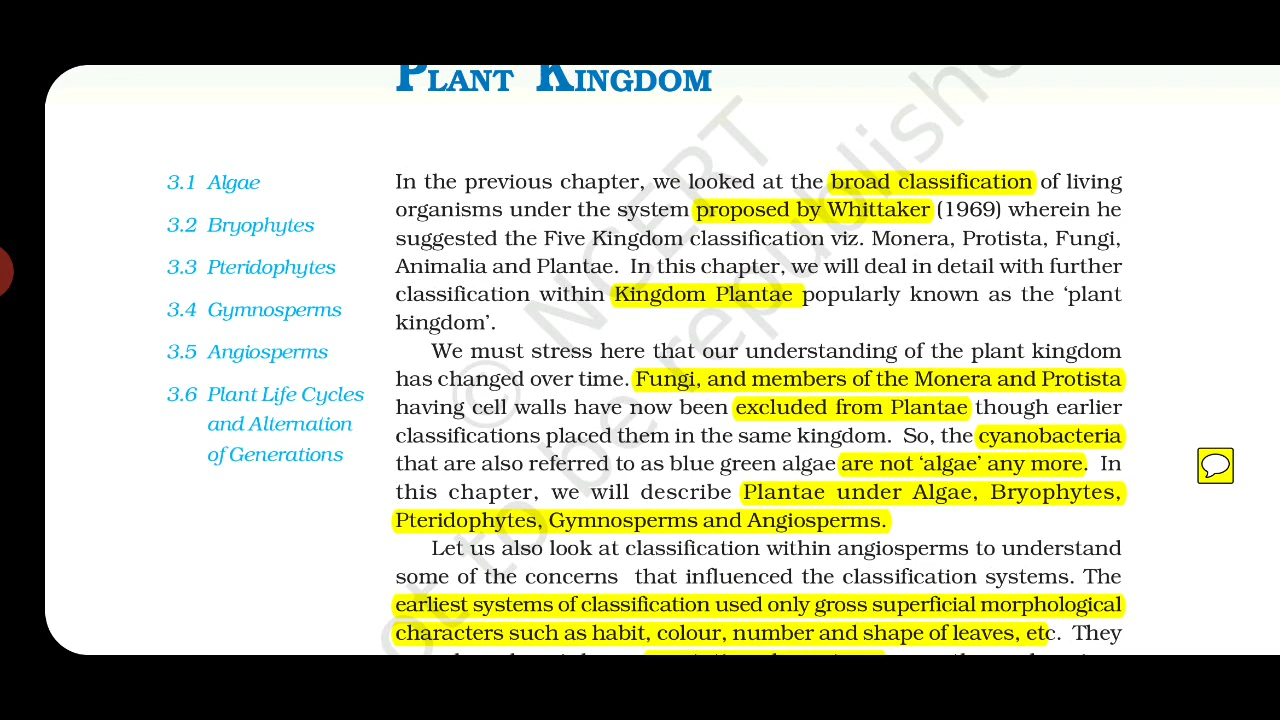 PLANT KINGDOM
3.1 Algae
3.2 Bryophytes
3.3 Pteridophytes
3.4 Gymnosperms
3.5 Angiosperms
3.6 Plant Life Cycles
and Alternation
of Generations
In the previous chapter, we looked at the broad classification of living
organisms under the system proposed by Whittaker (1969) wherein he
suggested the Five Kingdom classification viz. Monera, Protista, Fungi,
Animalia and Plantae. In this chapter, we will deal in detail with further
classification within Kingdom Plantae popularly known as the ‘plant
kingdom’.
We must stress here that our understanding of the plant kingdom
has changed over time. Fungi, and members of the Monera and Protista
having cell walls have now been excluded from Plantae though earlier
classifications placed them in the same kingdom. So, the cyanobacteria
that are also referred to as blue green algae are not ‘algae’ any more. In
this chapter, we will describe Plantae under Algae, Bryophytes,
Pteridophytes, Gymnosperms and Angiosperms.
Let us also look at classification within angiosperms to understand
some of the concerns that influenced the classification systems. The
earliest systems of classification used only gross superficial morphological
characters such as habit, colour, number and shape of leaves, etc. They
© NCERT
not to be republishe